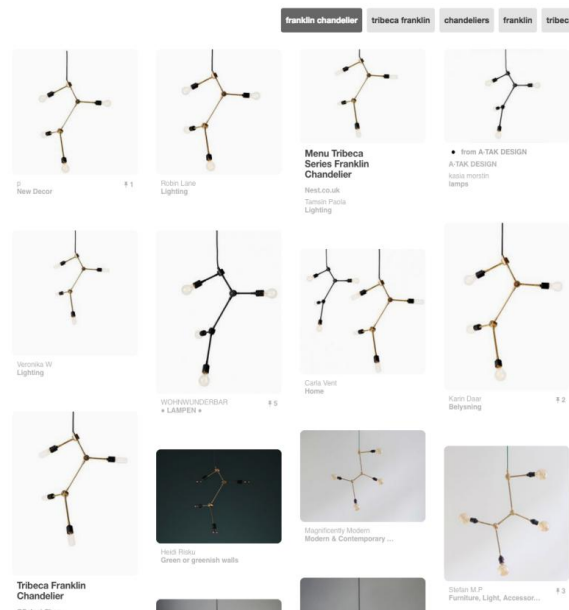 franklin chandelier
tribeca franklin
chandeliers
franklin
tribec
p
New Decor
1
Robin Lane
Lighting
Menu Tribeca
Series Franklin
Chandelier
Nest.co.uk
Tamsin Paola
Lighting
• from A-TAK DESIGN
A-TAK DESIGN
kasia morstin
lamps
Veronika W
Lighting
WOHNWUNDERBAR
• LAMPEN •
5
Carla Vent
Home
Karin Dear
Belysning
2
Tribeca Franklin
Chandelier
Heidi Risku
Green or greenish walls
Magnificently Modern
Modern & Contemporary ...
Stefan M.P
Furniture, Light, Accessor...
3